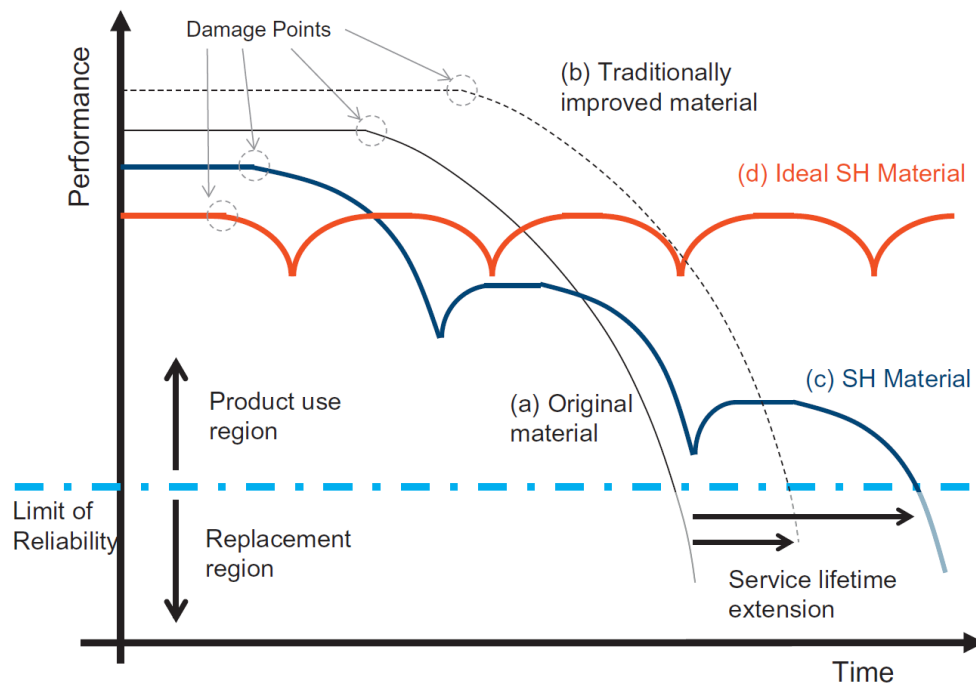 Damage Points
Performance
(b) Traditionally
improved material
(d) Ideal SH Material
(c) SH Material
(a) Original
material
Product use
region
Limit of
Reliability
Replacement
region
Service lifetime
extension
Time